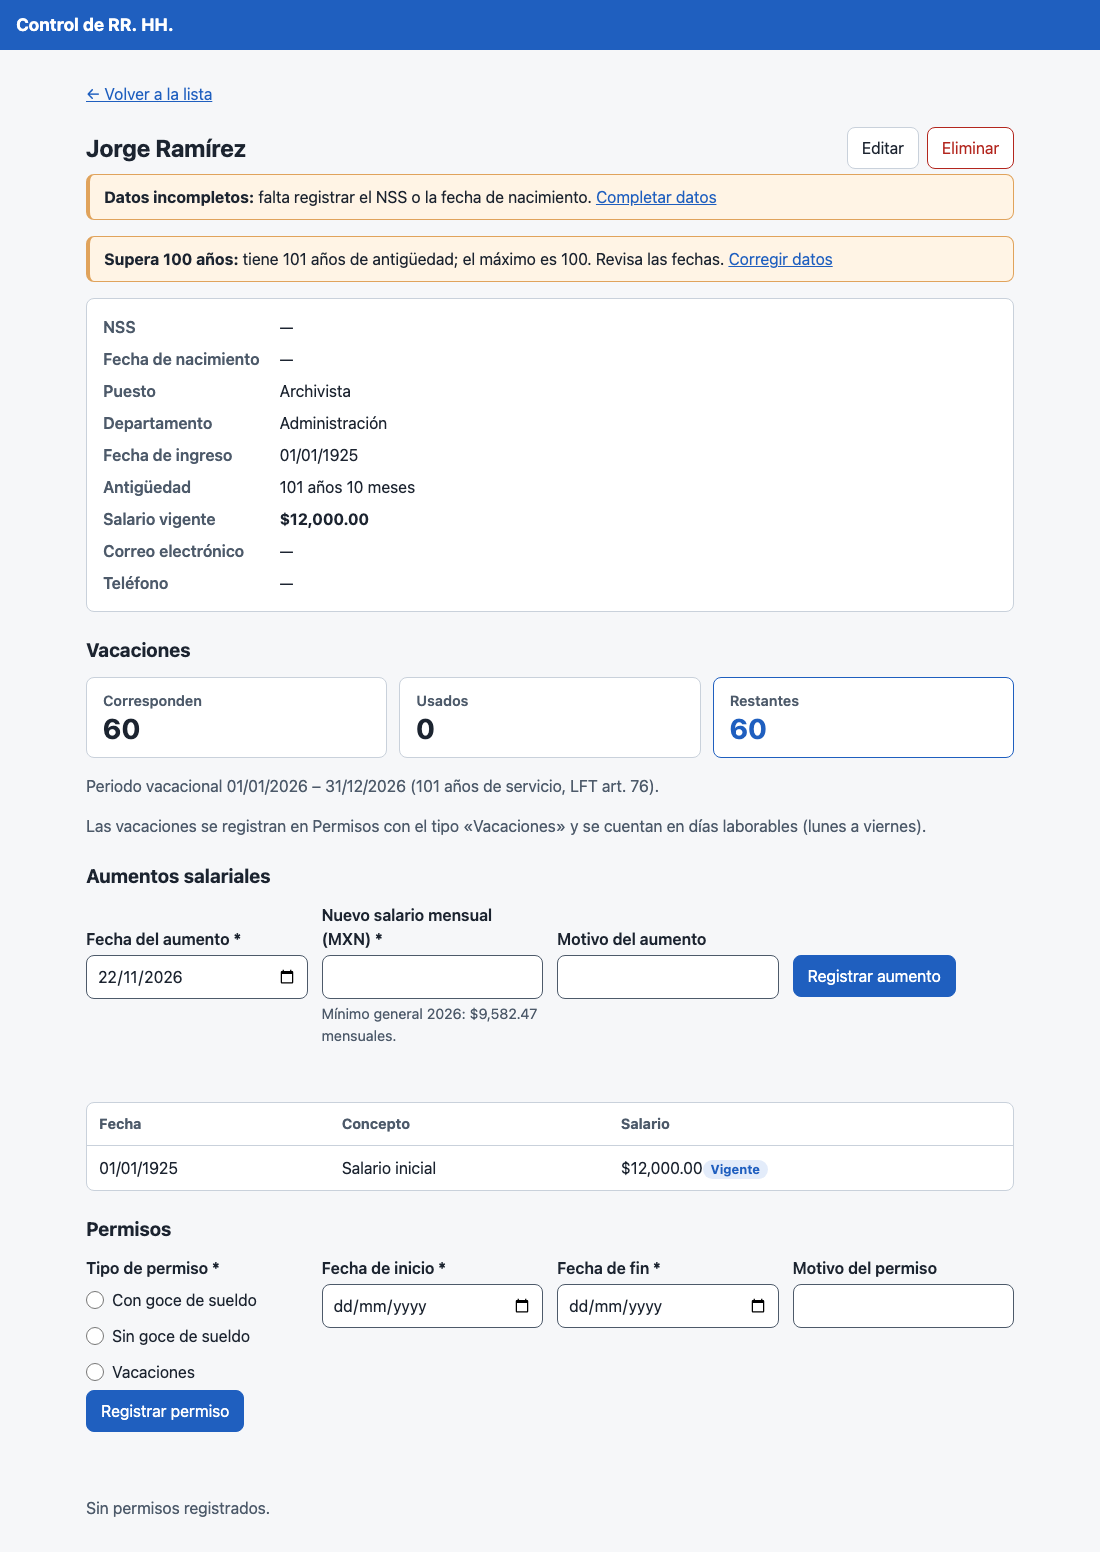 Control de RR. HH.
← Volver a la lista
Jorge Ramírez
Editar
Eliminar
Datos incompletos: falta registrar el NSS o la fecha de nacimiento. Completar datos
Supera 100 años: tiene 101 años de antigüedad; el máximo es 100. Revisa las fechas. Corregir datos
NSS —
Fecha de nacimiento —
Puesto Archivista
Departamento Administración
Fecha de ingreso 01/01/1925
Antigüedad 101 años 10 meses
Salario vigente $12,000.00
Correo electrónico —
Teléfono —
Vacaciones
Corresponden
60
Usados
0
Restantes
60
Periodo vacacional 01/01/2026 – 31/12/2026 (101 años de servicio, LFT art. 76).
Las vacaciones se registran en Permisos con el tipo «Vacaciones» y se cuentan en días laborables (lunes a viernes).
Aumentos salariales
Fecha del aumento *
22/11/2026
Nuevo salario mensual
(MXN) *
Mínimo general 2026: $9,582.47
mensuales.
Motivo del aumento
Registrar aumento
Fecha Concepto Salario
01/01/1925 Salario inicial $12,000.00 Vigente
Permisos
Tipo de permiso *
Con goce de sueldo
Sin goce de sueldo
Vacaciones
Fecha de inicio *
dd/mm/yyyy
Fecha de fin *
dd/mm/yyyy
Motivo del permiso
Registrar permiso
Sin permisos registrados.